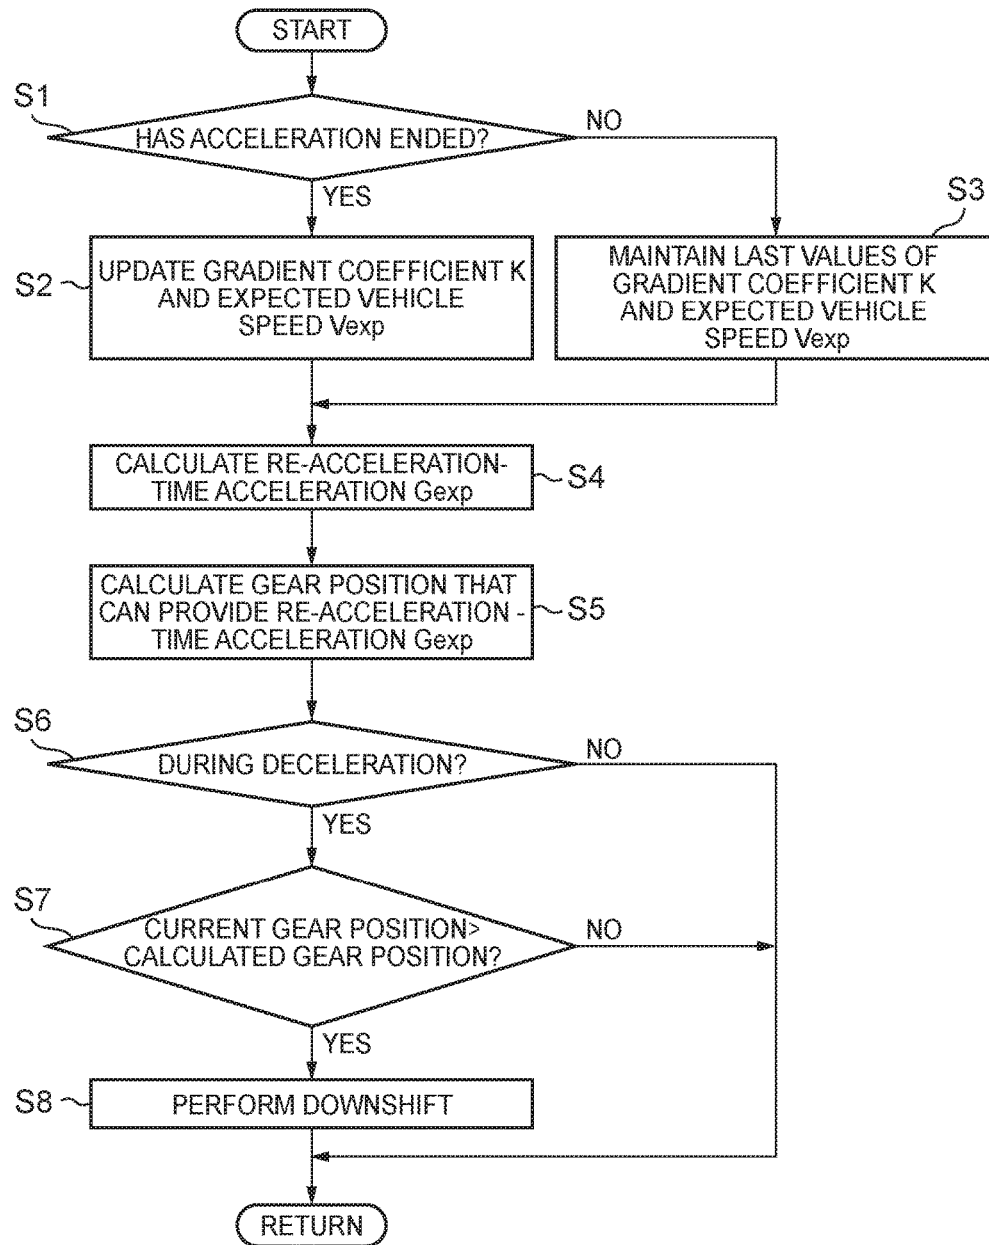 START
S1
HAS ACCELERATION ENDED?
NO
YES
S3
S2
UPDATE GRADIENT COEFFICIENT K
AND EXPECTED VEHICLE
SPEED Vexp
MAINTAIN LAST VALUES OF
GRADIENT COEFFICIENT K
AND EXPECTED VEHICLE
SPEED Vexp
CALCULATE RE-ACCELERATION-
TIME ACCELERATION Gexp
S4
CALCULATE GEAR POSITION THAT
CAN PROVIDE RE-ACCELERATION -
TIME ACCELERATION Gexp
S5
S6
DURING DECELERATION?
NO
YES
S7
CURRENT GEAR POSITION>
CALCULATED GEAR POSITION?
NO
YES
S8
PERFORM DOWNSHIFT
RETURN